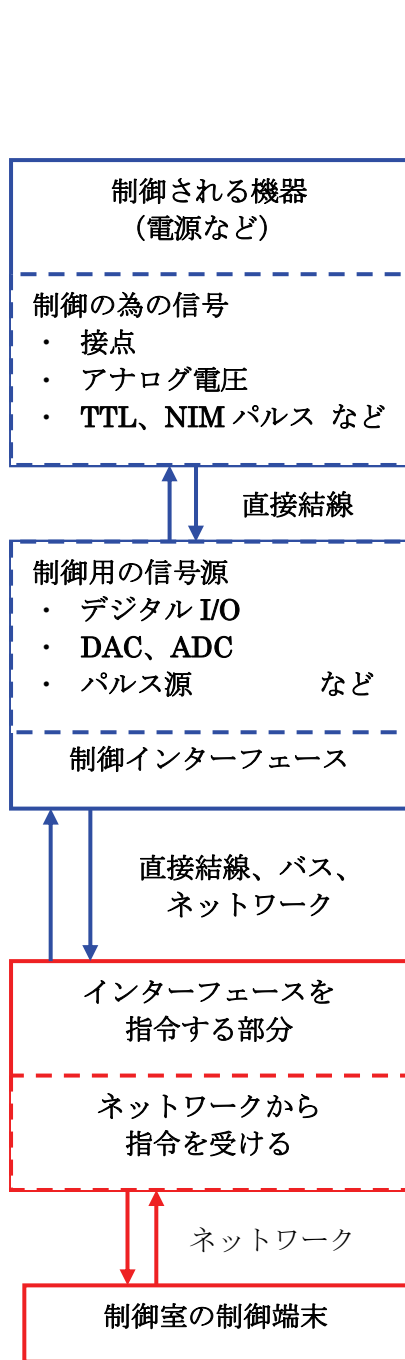 制御される機器
（電源など）
制御の為の信号
・ 接点
・ アナログ電圧
・ TTL、NIM パルス など
直接結線
制御用の信号源
・ デジタル I/O
・ DAC、ADC
・ パルス源 など
制御インターフェース
直接結線、バス、
ネットワーク
インターフェースを
指令する部分
ネットワークから
指令を受ける
ネットワーク
制御室の制御端末